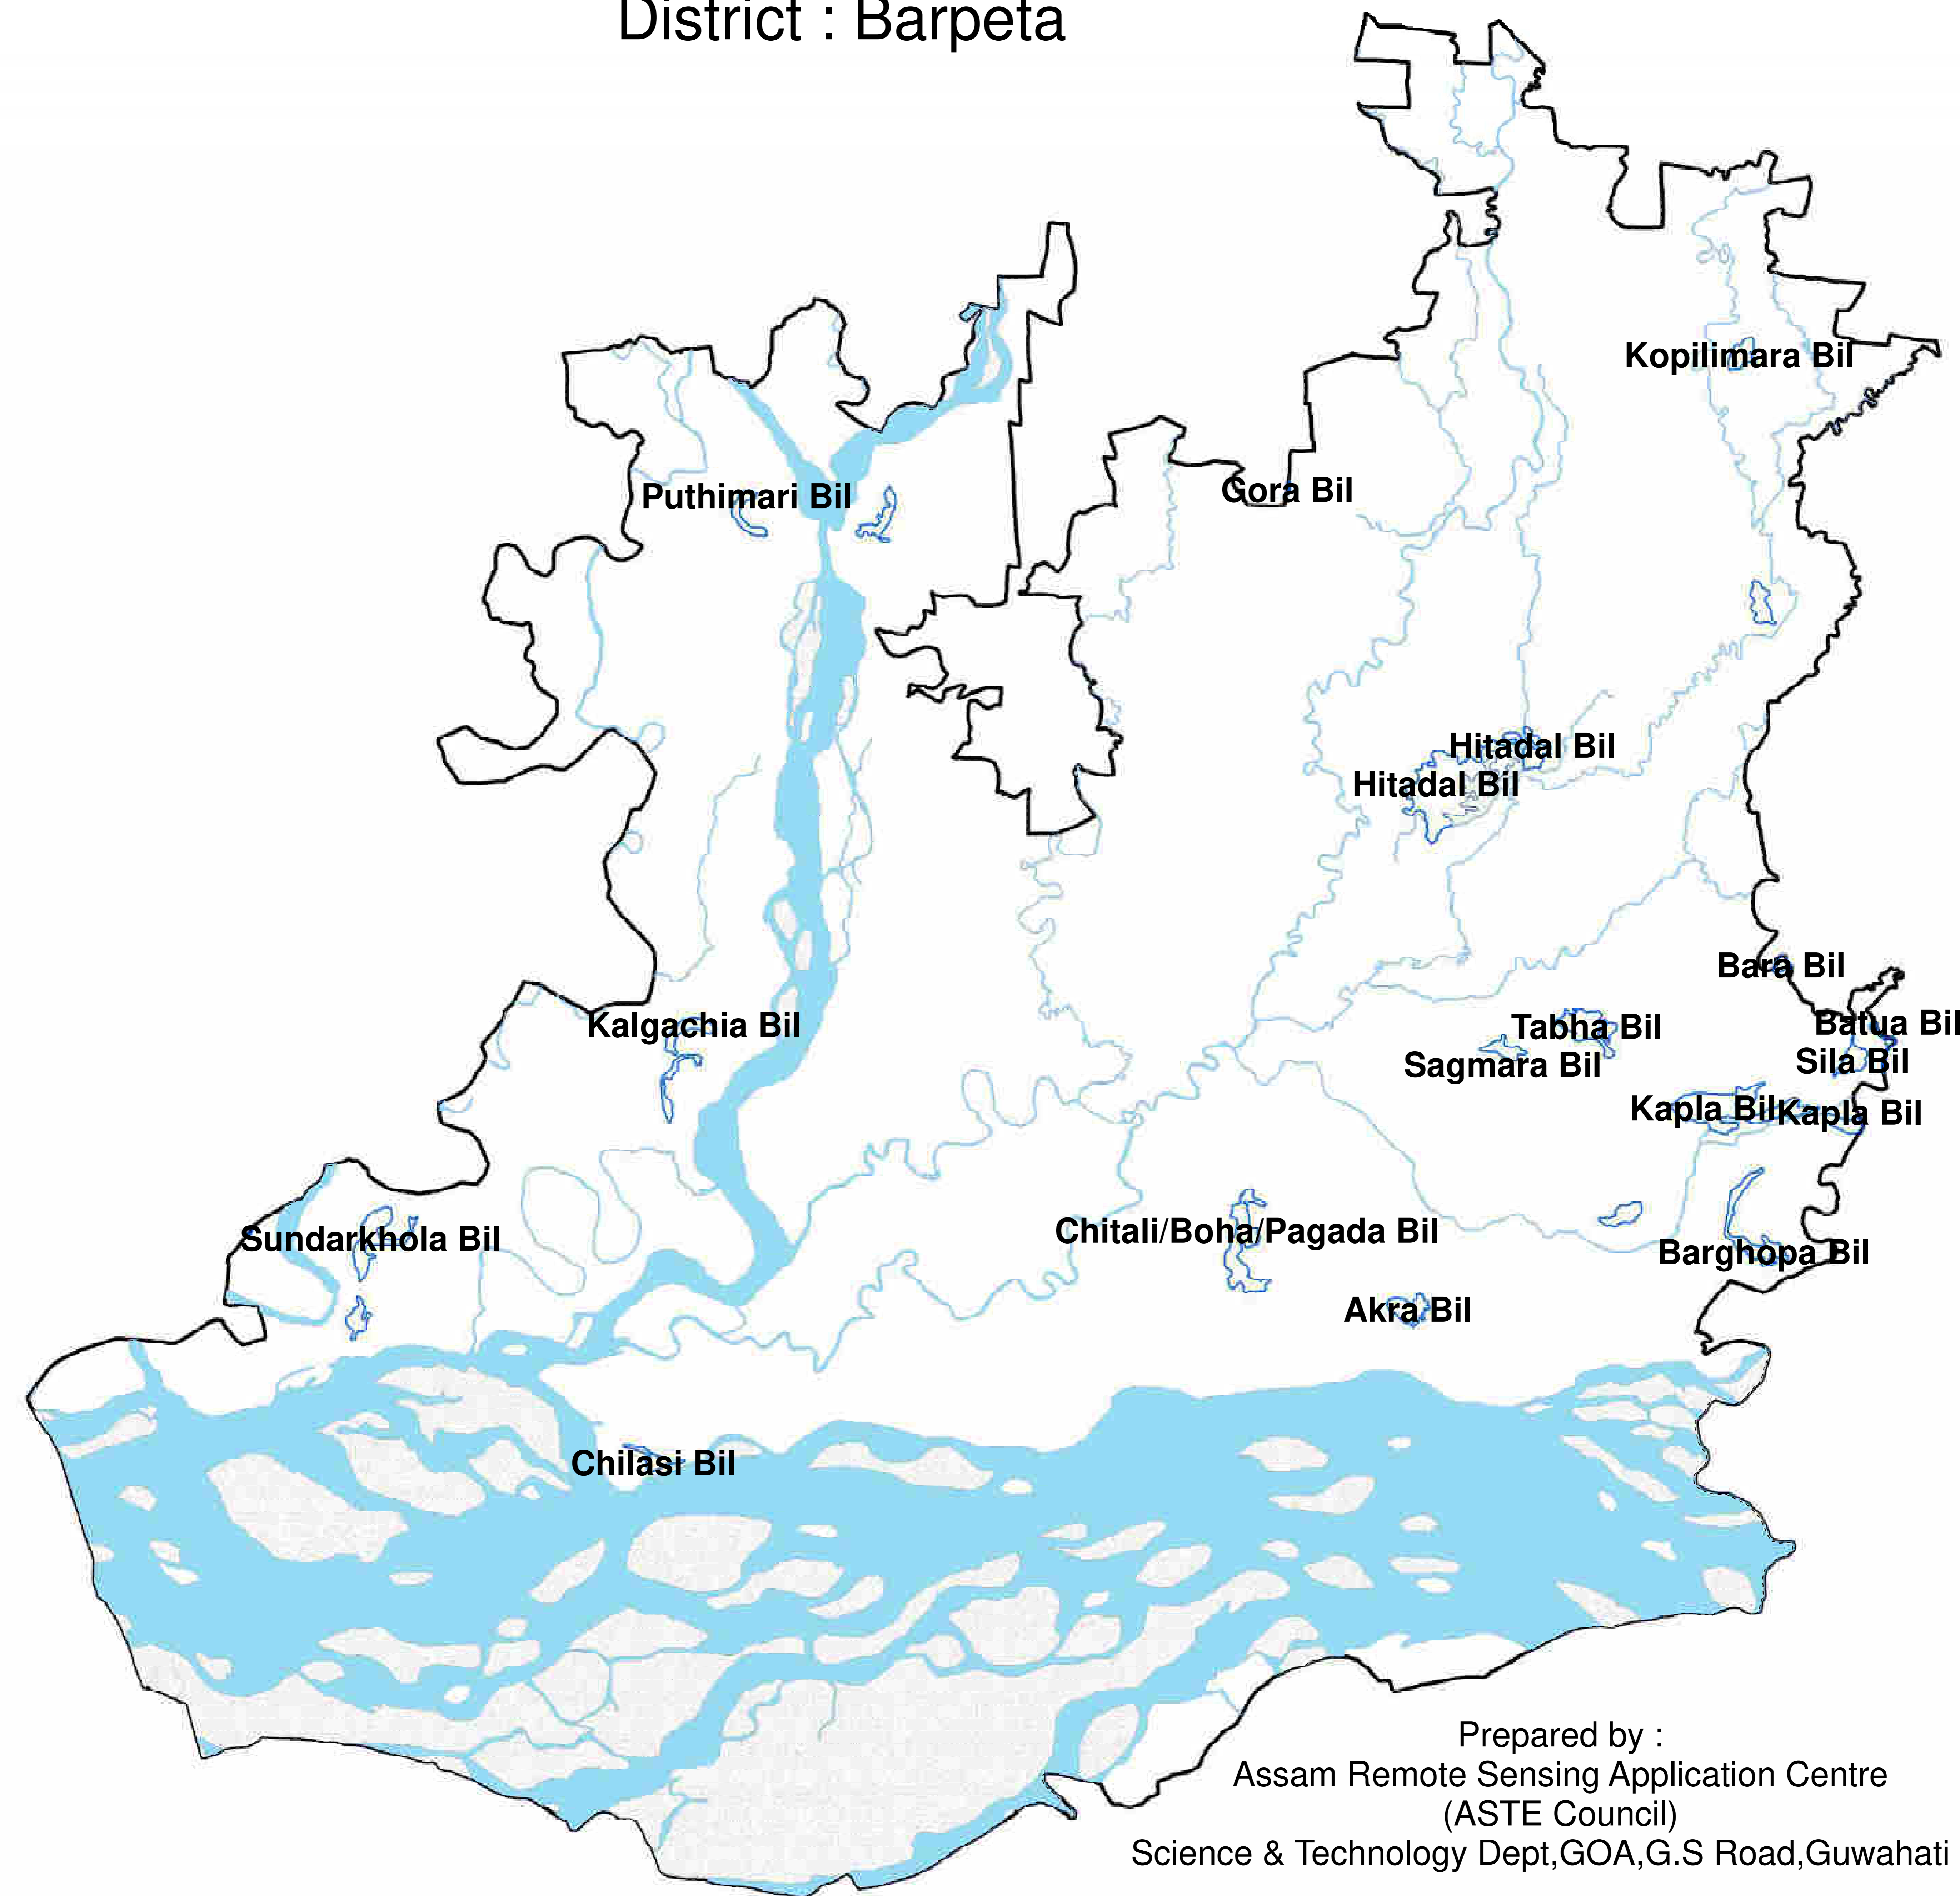 District : Barpeta
Kopilimara Bil
Puthimari Bil
Gora Bil
Hitadal Bil
Hitadal Bil
Bara Bil
Kalgachia Bil
Tabha Bil
Batua Bil
Sagmara Bil
Sila Bil
Kapla Bil
Kapla Bil
Sundarkhola Bil
Chitali/Boha/Pagada Bil
Barghopa Bil
Akra Bil
Chilasi Bil
Prepared by :
Assam Remote Sensing Application Centre
(ASTE Council)
Science & Technology Dept,GOA,G.S Road,Guwahati